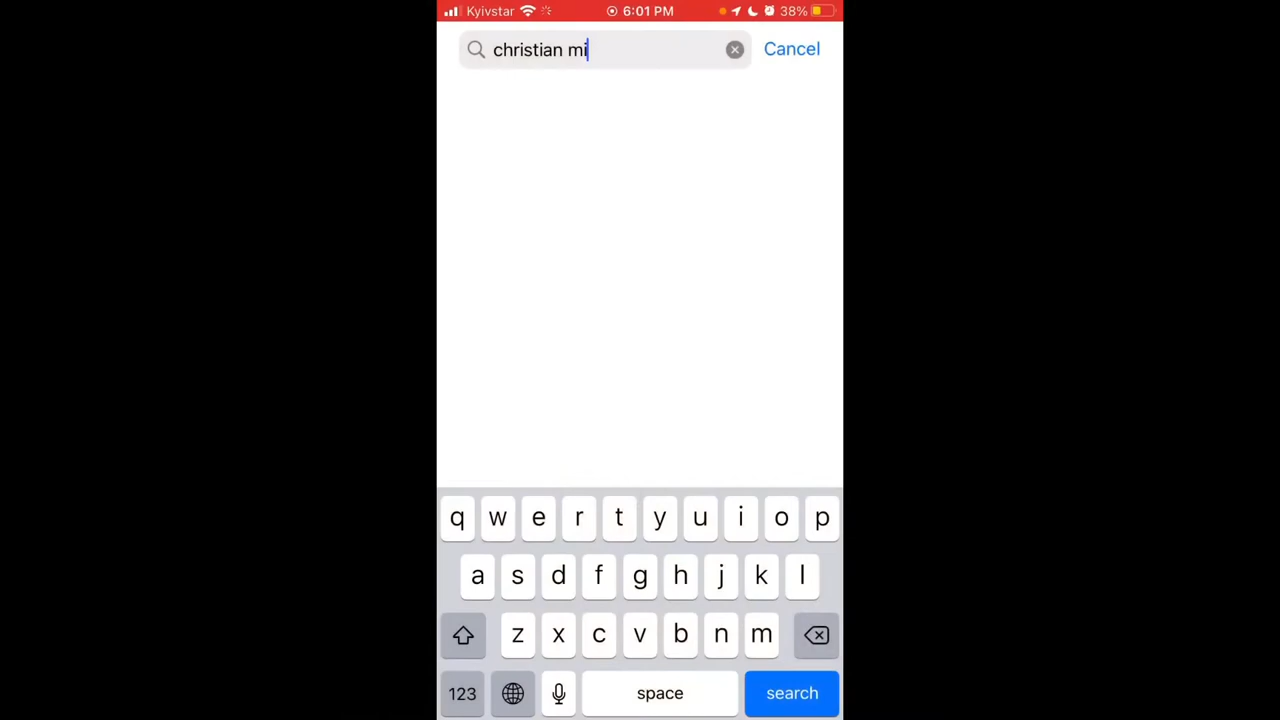 Kyivstar 6:01 PM 38%
christian mi Cancel
q w e r t y u i o p
a s d f g h j k l
z x c v b n m
123 space search